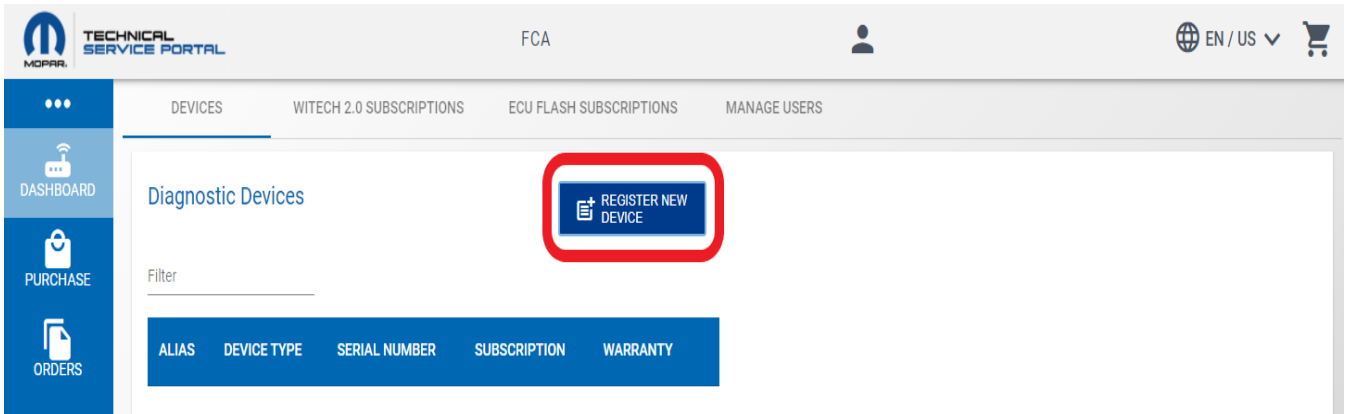 MOPAR.
TECHNICAL
SERVICE PORTAL
FCA
EN / US
DEVICES
WITECH 2.0 SUBSCRIPTIONS
ECU FLASH SUBSCRIPTIONS
MANAGE USERS
DASHBOARD
PURCHASE
ORDERS
Diagnostic Devices
REGISTER NEW
DEVICE
Filter
ALIAS DEVICE TYPE SERIAL NUMBER SUBSCRIPTION WARRANTY